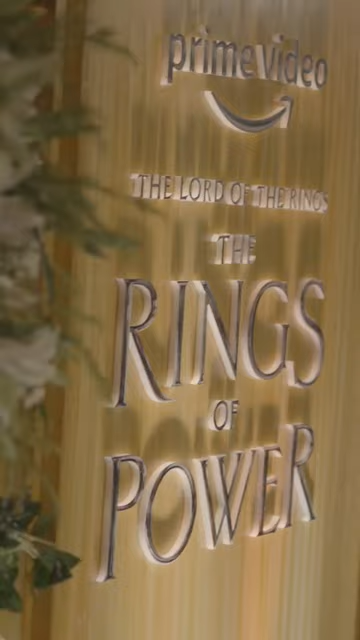 prime video
THE LORD OF THE RINGS
THE
RINGS
OF
POWER